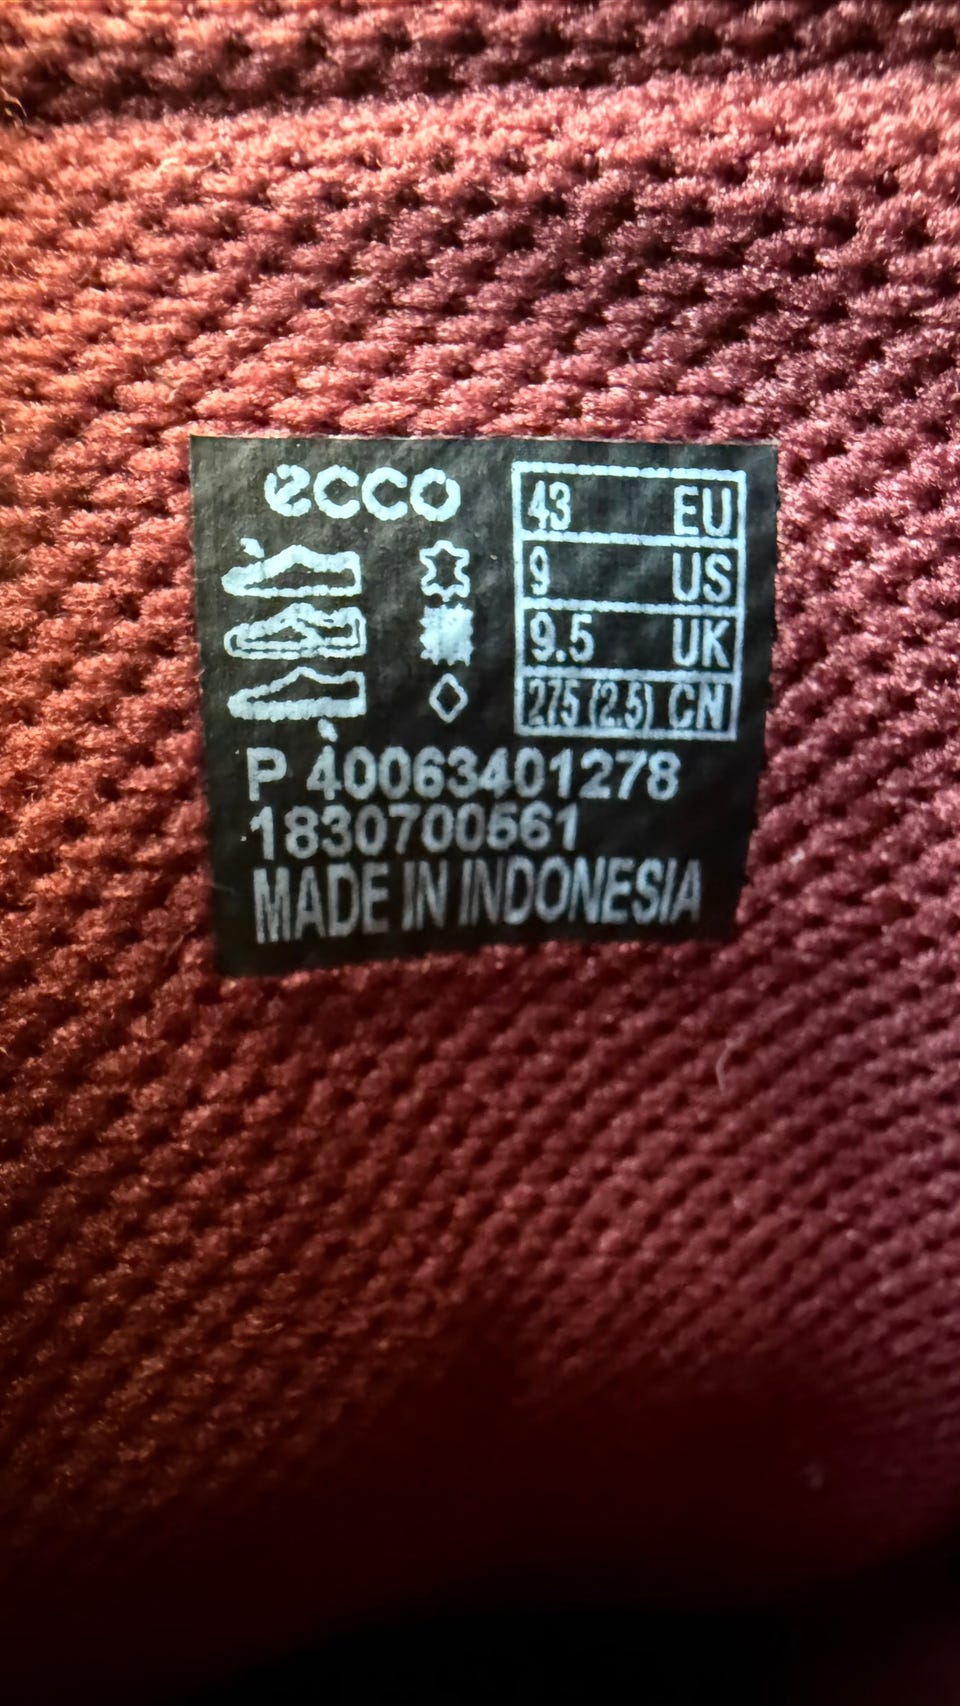 ecco
43 EU
9 US
9.5 UK
275 (2.5) CN
P 40063401278
1830700561
MADE IN INDONESIA